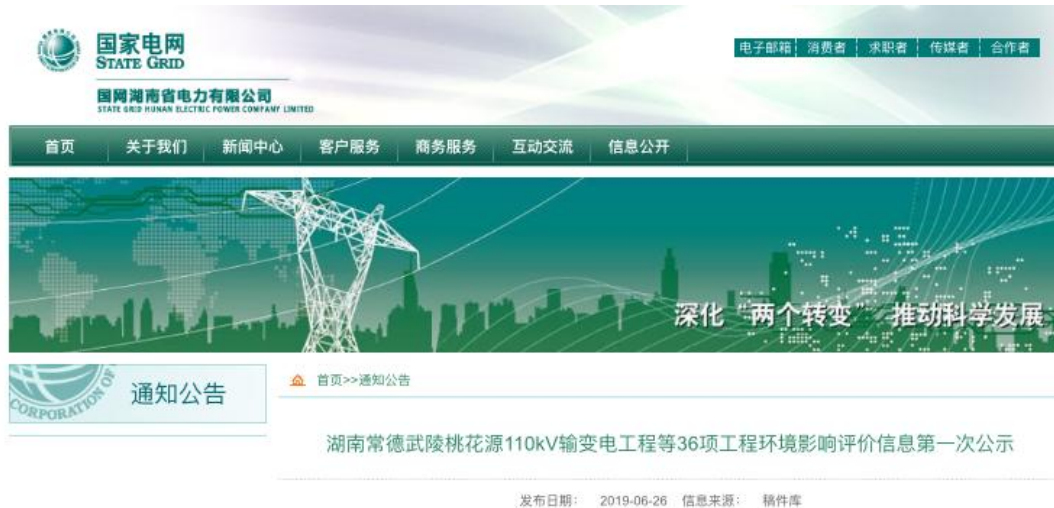 国家电网
STATE GRID
国网湖南省电力有限公司
STATE GRID HUNAN ELECTRIC POWER COMPANY LIMITED
电子邮箱 消费者 求职者 传媒者 合作者
首页 关于我们 新闻中心 客户服务 商务服务 互动交流 信息公开
深化“两个转变” 推动科学发展
CORPORATION OF
通知公告
首页>>通知公告
湖南常德武陵桃花源110kV输变电工程等36项工程环境影响评价信息第一次公示
发布日期: 2019-06-26 信息来源: 稿件库